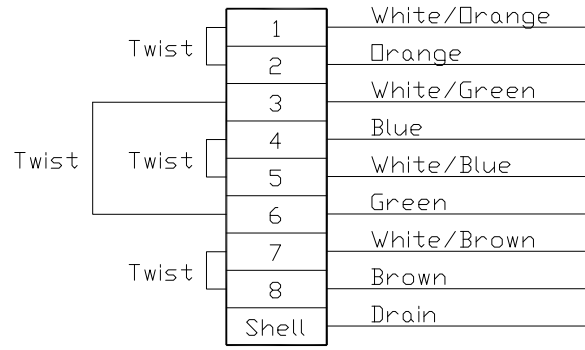 1 White/Orange
Twist
2 Orange
3 White/Green
4 Blue
Twist Twist
5 White/Blue
6 Green
7 White/Brown
Twist
8 Brown
Shell Drain